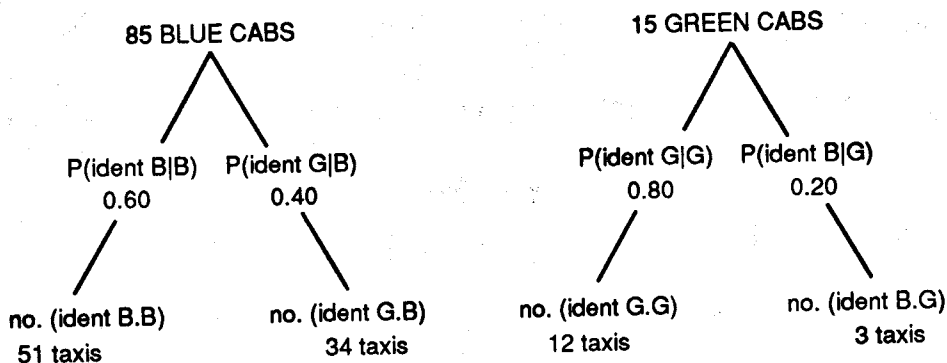 85 BLUE CABS
15 GREEN CABS
P(ident B|B)
0.60
P(ident G|B)
0.40
P(ident G|G)
0.80
P(ident B|G)
0.20
no. (ident B.B)
51 taxis
no. (ident G.B)
34 taxis
no. (ident G.G)
12 taxis
no. (ident B.G)
3 taxis